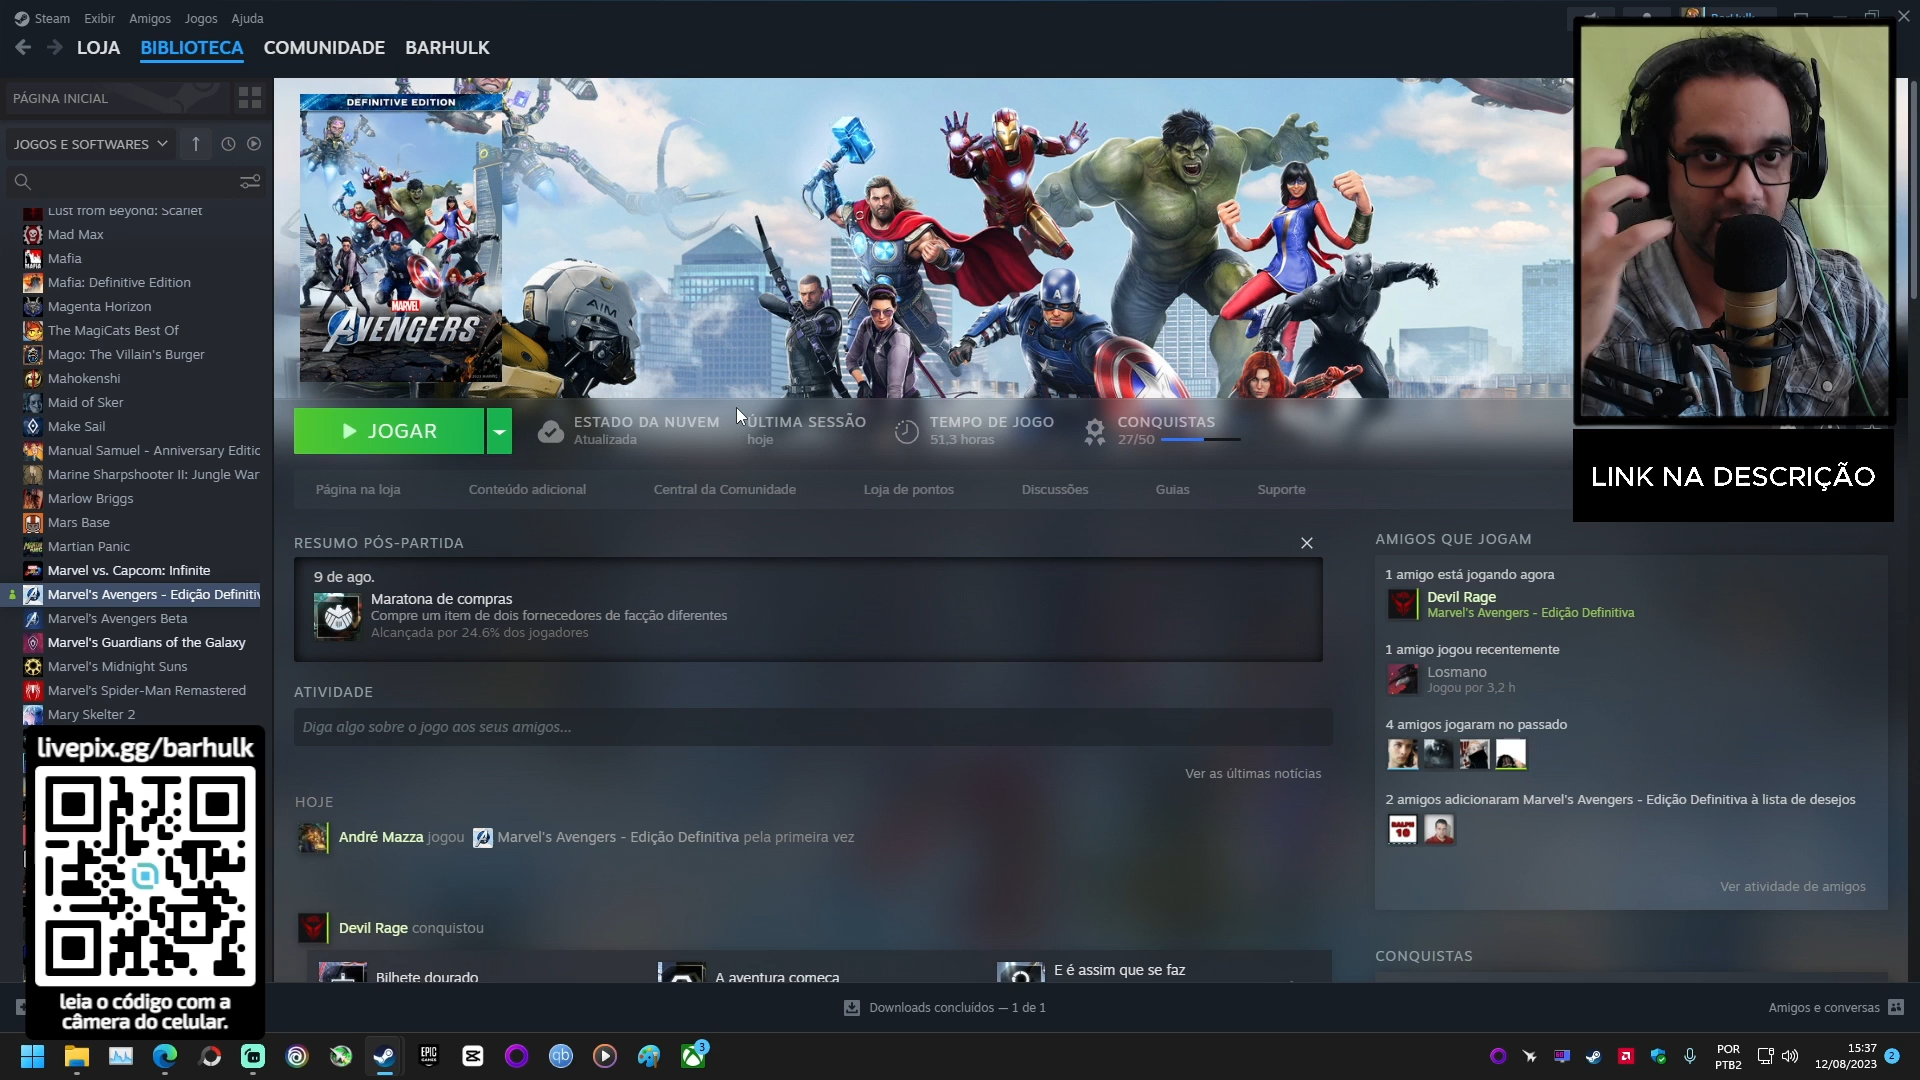 Steam Exibir Amigos Jogos Ajuda
LOJA BIBLIOTECA COMUNIDADE BARHULK
PÁGINA INICIAL
JOGOS E SOFTWARES
Lust from Beyond: Scarlet
Mad Max
Mafia
Mafia: Definitive Edition
Magenta Horizon
The MagiCats Best Of
Mago: The Villain's Burger
Mahokenshi
Maid of Sker
Make Sail
Manual Samuel - Anniversary Editic
Marine Sharpshooter II: Jungle War
Marlow Briggs
Mars Base
Martian Panic
Marvel vs. Capcom: Infinite
Marvel's Avengers - Edição Definitiv
Marvel's Avengers Beta
Marvel's Guardians of the Galaxy
Marvel's Midnight Suns
Marvel's Spider-Man Remastered
Mary Skelter 2
livepix.gg/barhulk
leia o código com a
câmera do celular.
DEFINITIVE EDITION
MARVEL
AVENGERS
AIM
JOGAR
ESTADO DA NUVEM
Atualizada
ÚLTIMA SESSÃO
hoje
TEMPO DE JOGO
51,3 horas
CONQUISTAS
27/50
Página na loja Conteúdo adicional Central da Comunidade Loja de pontos Discussões Guias Suporte
RESUMO PÓS-PARTIDA
9 de ago.
Maratona de compras
Compre um item de dois fornecedores de facção diferentes
Alcançada por 24.6% dos jogadores
ATIVIDADE
Diga algo sobre o jogo aos seus amigos...
Ver as últimas notícias
HOJE
André Mazza jogou Marvel's Avengers - Edição Definitiva pela primeira vez
Devil Rage conquistou
Bilhete dourado
A aventura começa
E é assim que se faz
LINK NA DESCRIÇÃO
AMIGOS QUE JOGAM
1 amigo está jogando agora
Devil Rage
Marvel's Avengers - Edição Definitiva
1 amigo jogou recentemente
Losmano
Jogou por 3,2 h
4 amigos jogaram no passado
2 amigos adicionaram Marvel's Avengers - Edição Definitiva à lista de desejos
Ver atividade de amigos
CONQUISTAS
Downloads concluídos — 1 de 1
Amigos e conversas
EPIC GAMES
qb
3
POR
PTB2
15:37
12/08/2023
2